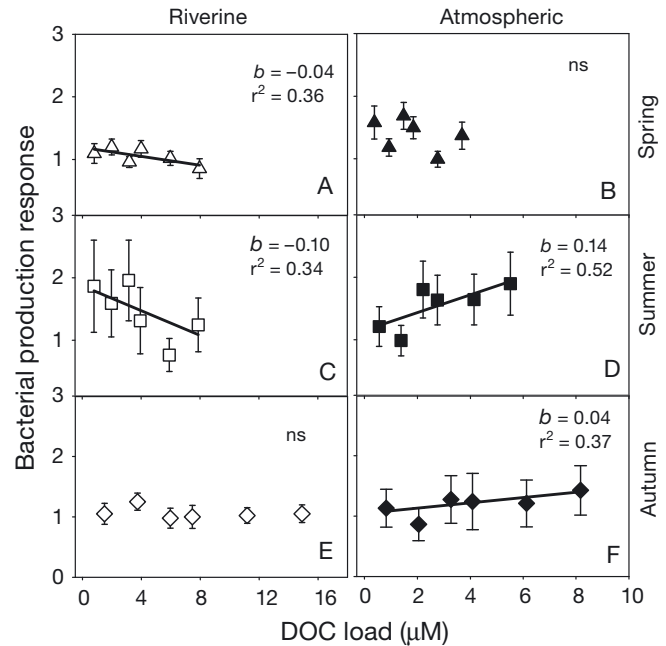 Riverine
Atmospheric
3
2
1
b = −0.04
r² = 0.36
A
ns
B
Spring
3
2
1
b = −0.10
r² = 0.34
C
b = 0.14
r² = 0.52
D
Summer
3
2
1
0
ns
E
b = 0.04
r² = 0.37
F
Autumn
Bacterial production response
0 4 8 12 16
0 2 4 6 8 10
DOC load (µM)